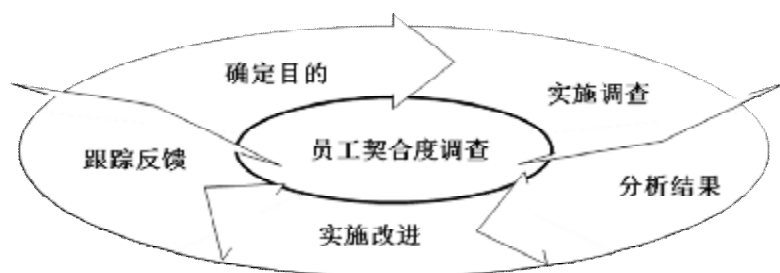 确定目的
实施调查
员工契合度调查
跟踪反馈
分析结果
实施改进